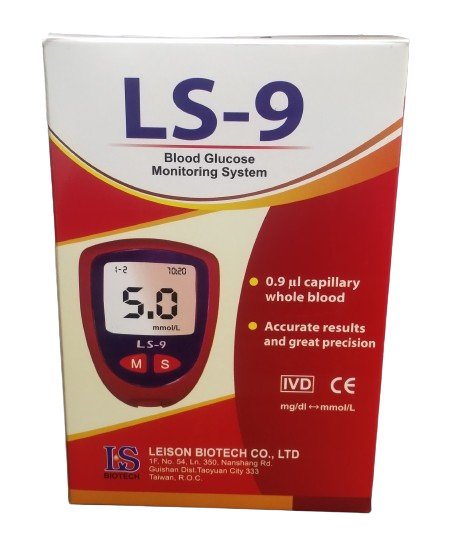 LS-9
Blood Glucose
Monitoring System
1-2 10:20
5.0
mmol/L
LS-9
M S
0.9 µl capillary
whole blood
Accurate results
and great precision
IVD CE
mg/dl ↔ mmol/L
LS
BIOTECH
LEISON BIOTECH CO., LTD
1F, No. 54, Ln. 350, Nanshang Rd.
Guishan Dist.Taoyuan City 333
Taiwan, R.O.C.